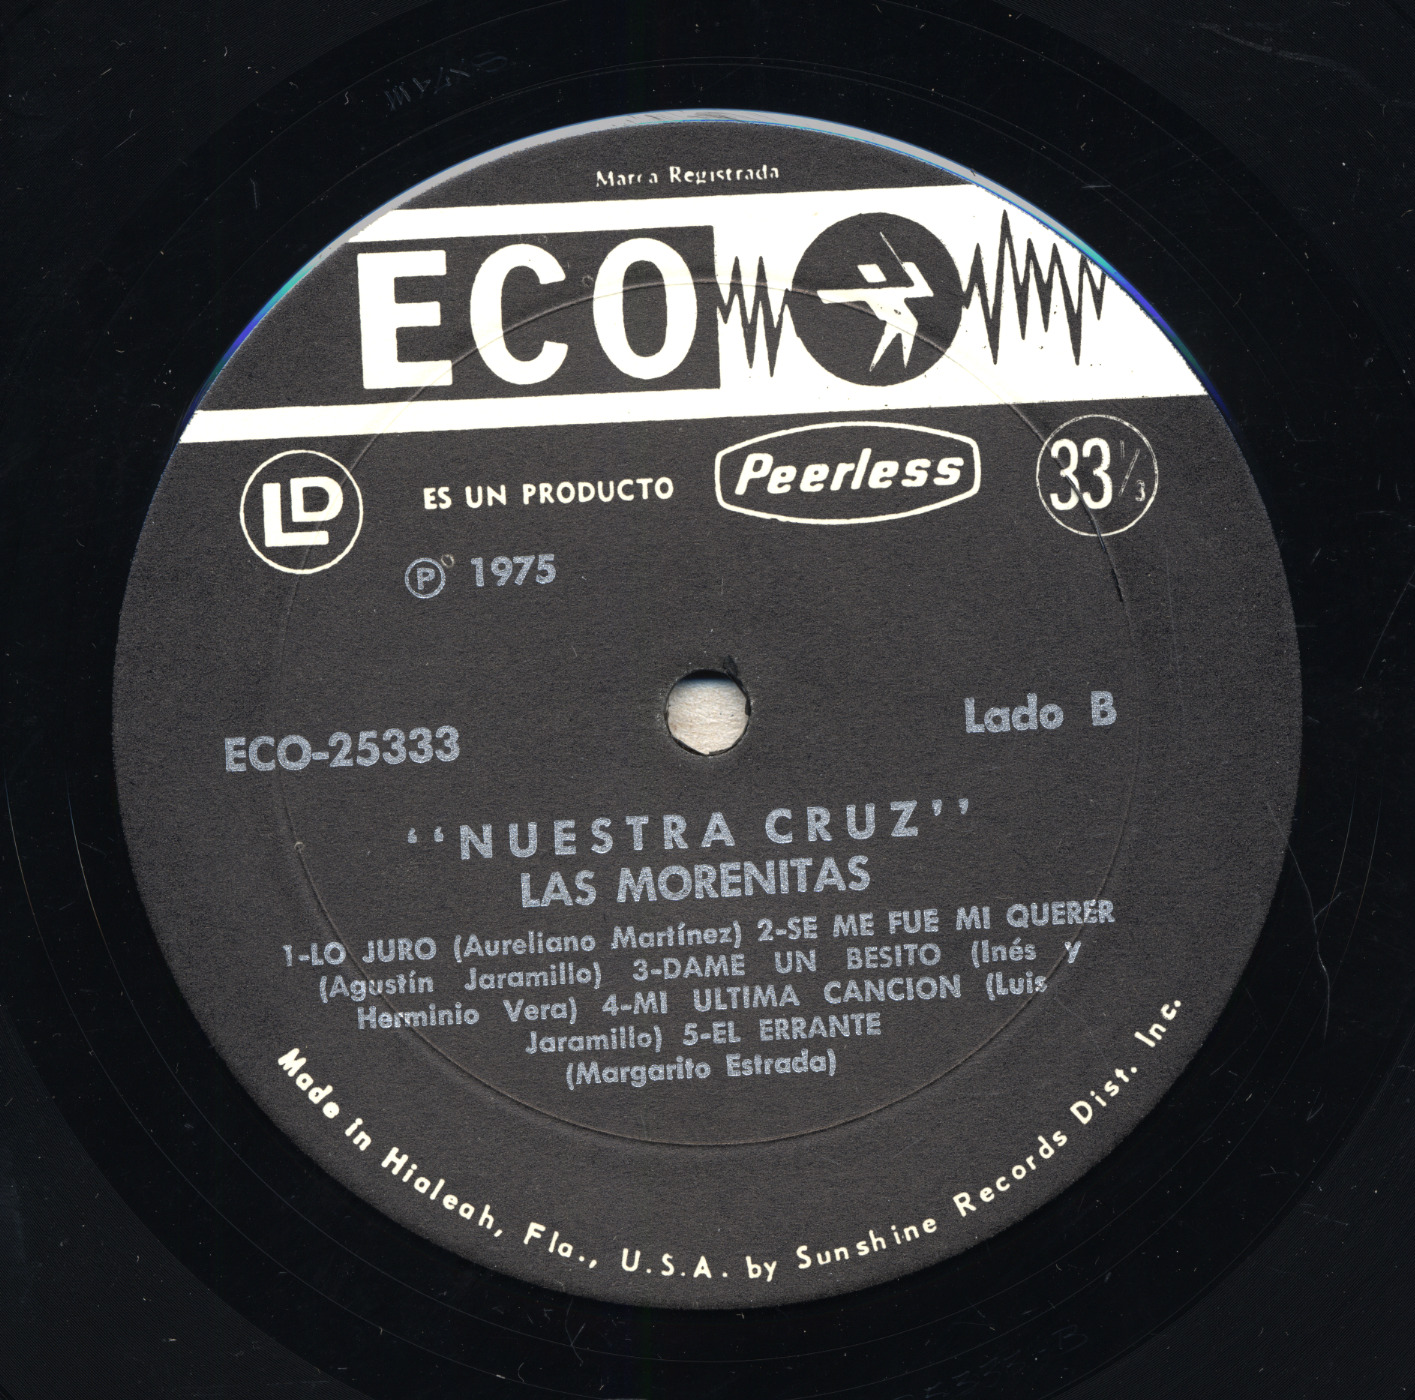 Marca Registrada
ECO
LD
ES UN PRODUCTO
Peerless
33 1/3
Ⓟ 1975
ECO-25333
Lado B
‘‘NUESTRA CRUZ’’
LAS MORENITAS
1-LO JURO (Aureliano Martínez) 2-SE ME FUE MI QUERER
(Agustín Jaramillo) 3-DAME UN BESITO (Inés y
Herminio Vera) 4-MI ULTIMA CANCION (Luis
Jaramillo) 5-EL ERRANTE
(Margarito Estrada)
Made in Hialeah, Fla., U.S.A. by Sunshine Records Dist. Inc.